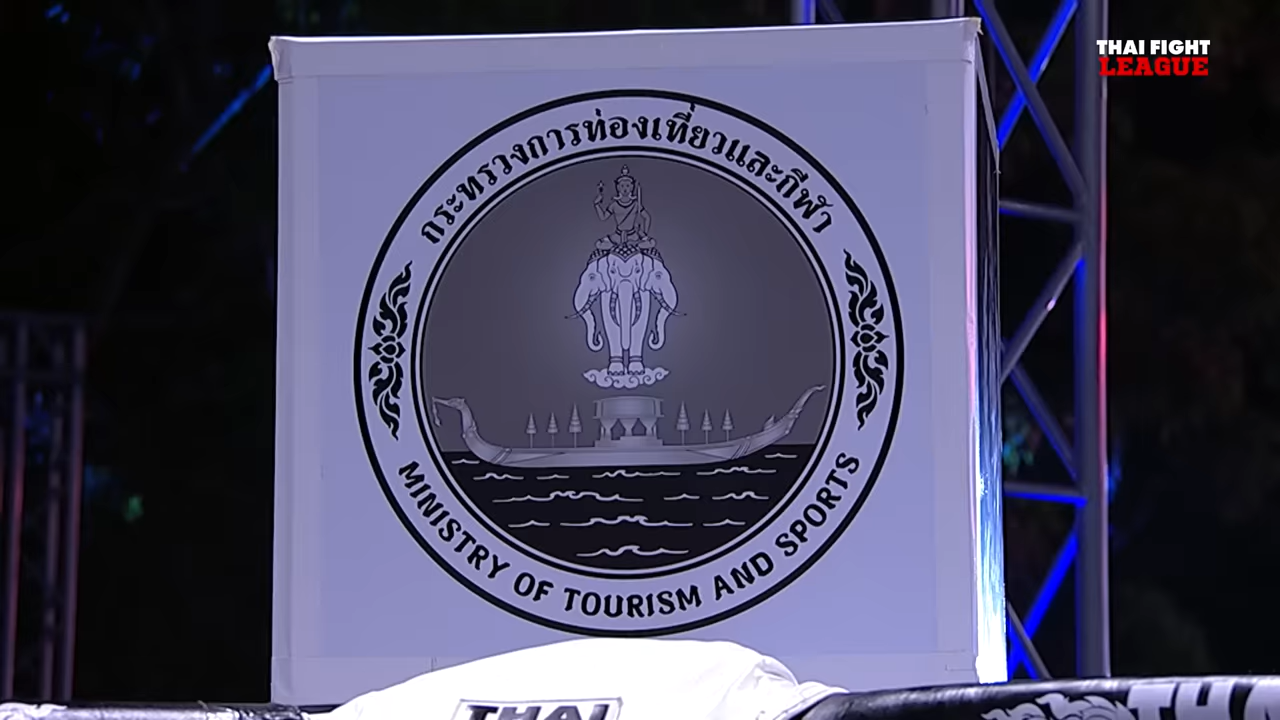 THAI FIGHT
LEAGUE
กระทรวงการท่องเที่ยวและกีฬา
MINISTRY OF TOURISM AND SPORTS
THAI